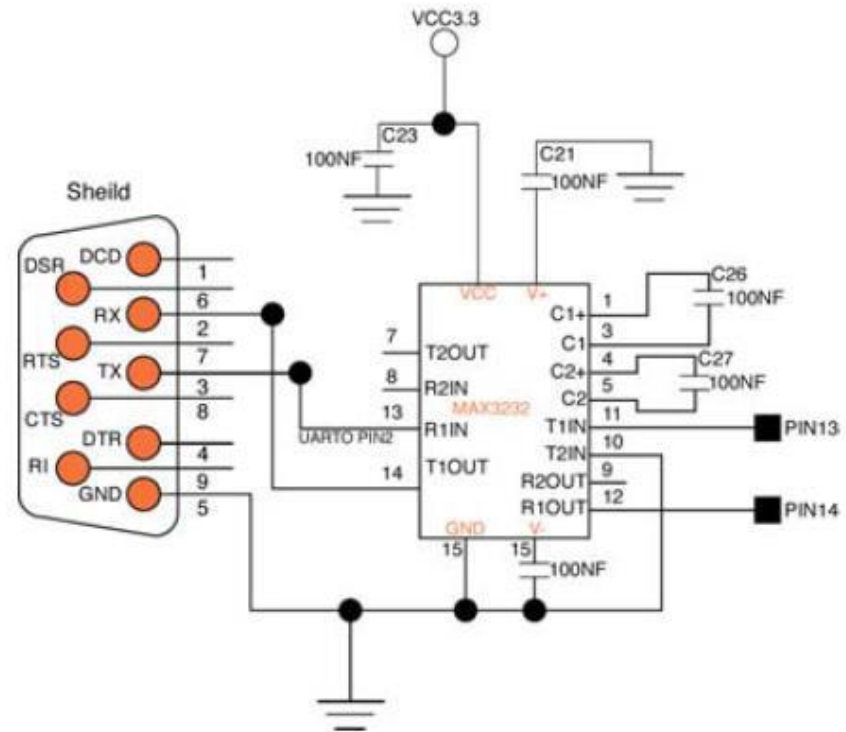 VCC3.3
C23
100NF
C21
100NF
Sheild
DCD
DSR
1
6
RX
2
RTS
7
TX
3
CTS
8
DTR
4
RI
9
GND
5
VCC
V+
7
T2OUT
8
R2IN
MAX3232
13
R1IN
UARTO PIN2
14
T1OUT
GND
V-
15
15
100NF
C1+
1
C26
100NF
C1
3
C2+
4
C27
100NF
C2
5
T1IN
11
PIN13
T2IN
10
R2OUT
9
R1OUT
12
PIN14